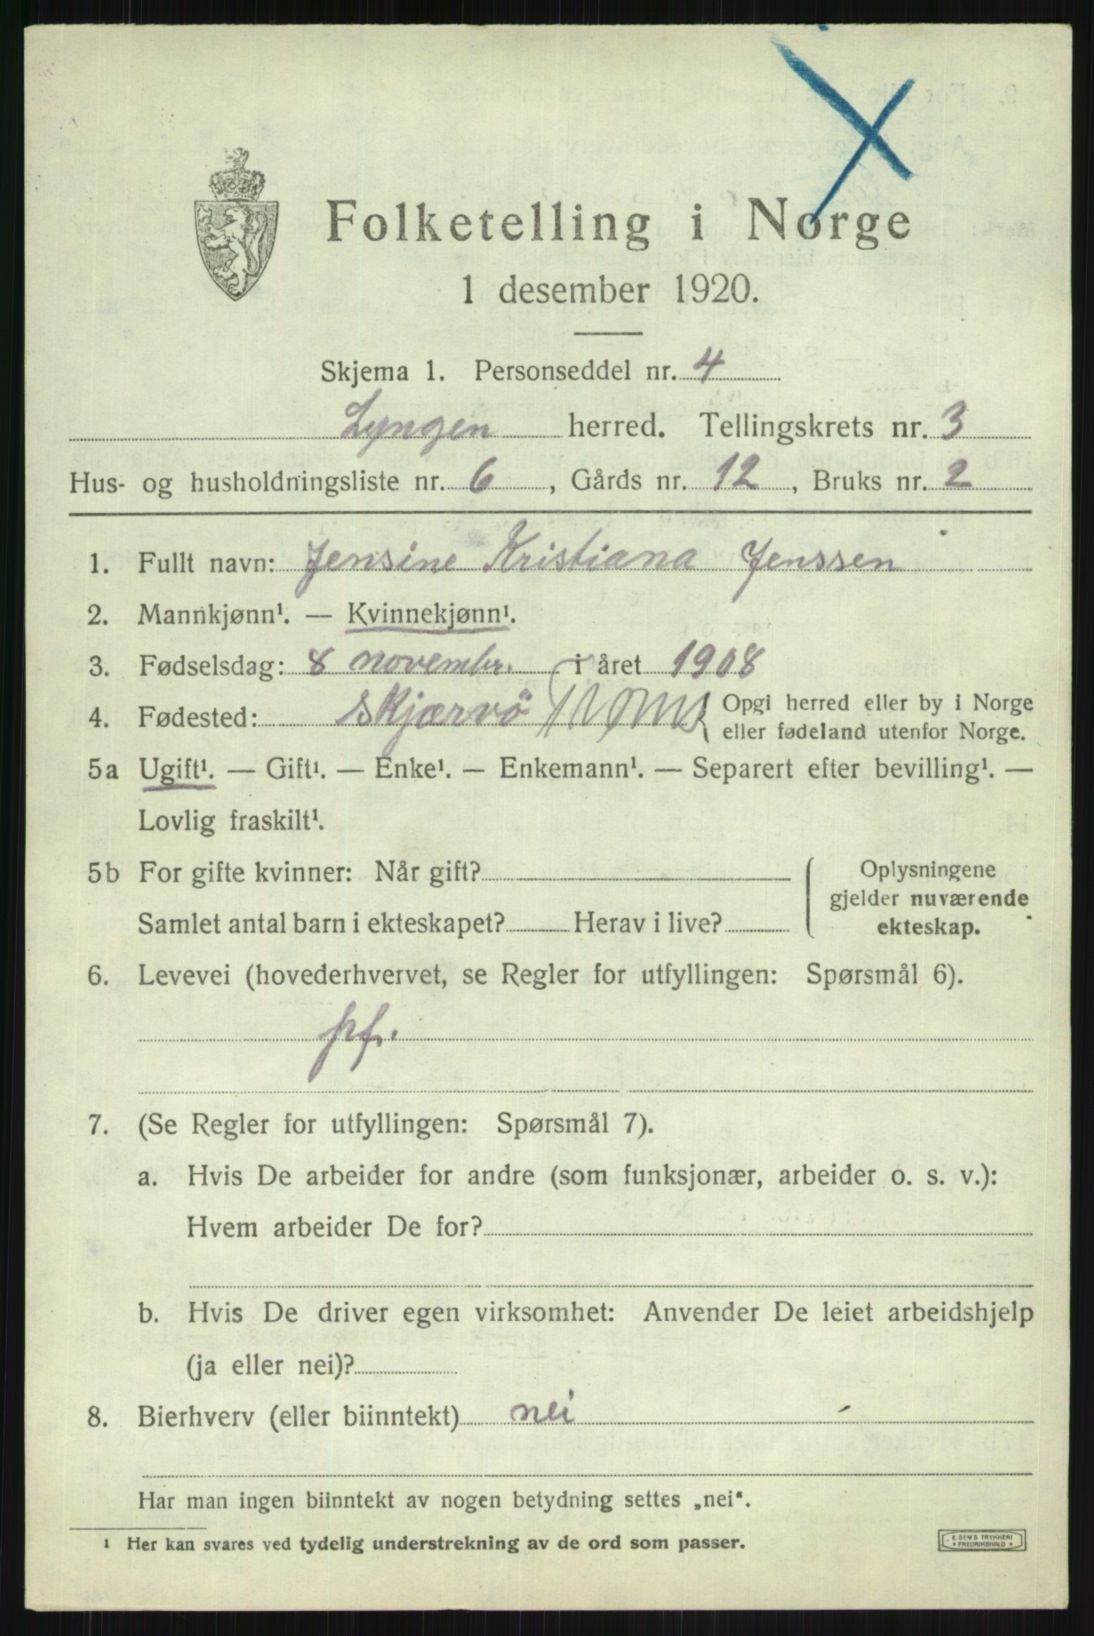 Folketelling i Norge
1 desember 1920.
Skjema 1. Personseddel nr. 4
Lyngen herred. Tellingskrets nr. 3
Hus- og husholdningsliste nr. 6, Gårds nr. 12, Bruks nr. 2
1. Fullt navn: Jensine Kristiana Jenssen
2. Mannkjønn¹. — Kvinnekjønn¹.
3. Fødselsdag: 8 novembr. i året 1908
4. Fødested: Skjærvö
Opgi herred eller by i Norge
eller fødeland utenfor Norge.
5a Ugift¹. — Gift¹. — Enke¹. — Enkemann¹. — Separert efter bevilling¹. —
Lovlig fraskilt¹.
5b For gifte kvinner: Når gift?
Samlet antal barn i ekteskapet? Herav i live?
Oplysningene
gjelder nuværende
ekteskap.
6. Levevei (hovederhvervet, se Regler for utfyllingen: Spørsmål 6).
pf.
7. (Se Regler for utfyllingen: Spørsmål 7).
a. Hvis De arbeider for andre (som funksjonær, arbeider o. s. v.):
Hvem arbeider De for?
b. Hvis De driver egen virksomhet: Anvender De leiet arbeidshjelp
(ja eller nei)?
8. Bierhverv (eller biinntekt) nei
Har man ingen biinntekt av nogen betydning settes „nei“.
¹ Her kan svares ved tydelig understrekning av de ord som passer.
E. SEM'S TRYKKERI
• FREDRIKSHALD •